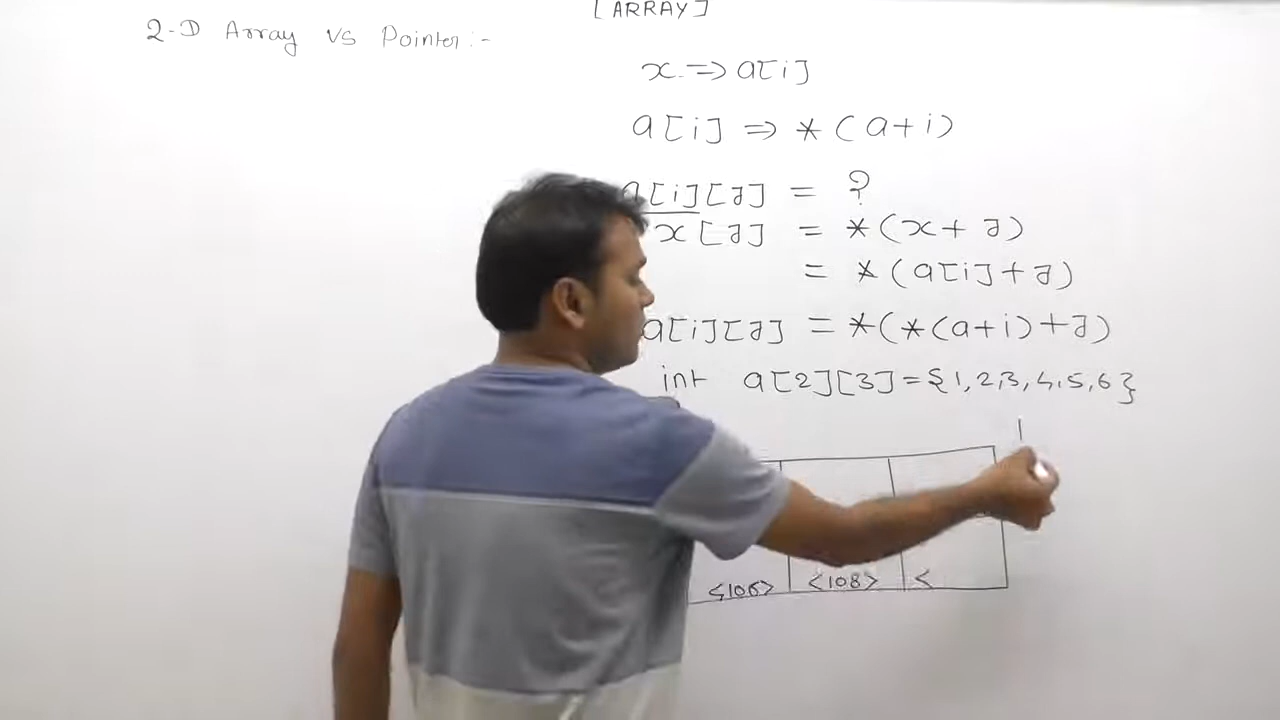 [ARRAY]
2-D Array vs Pointer:-
x => a[i]
a[i] => *(a+i)
a[i][j] = ?
x[j] = *(x+j)
= *(a[i]+j)
a[i][j] = *(*(a+i)+j)
int a[2][3]={1,2,3,4,5,6}
<106> <108> <